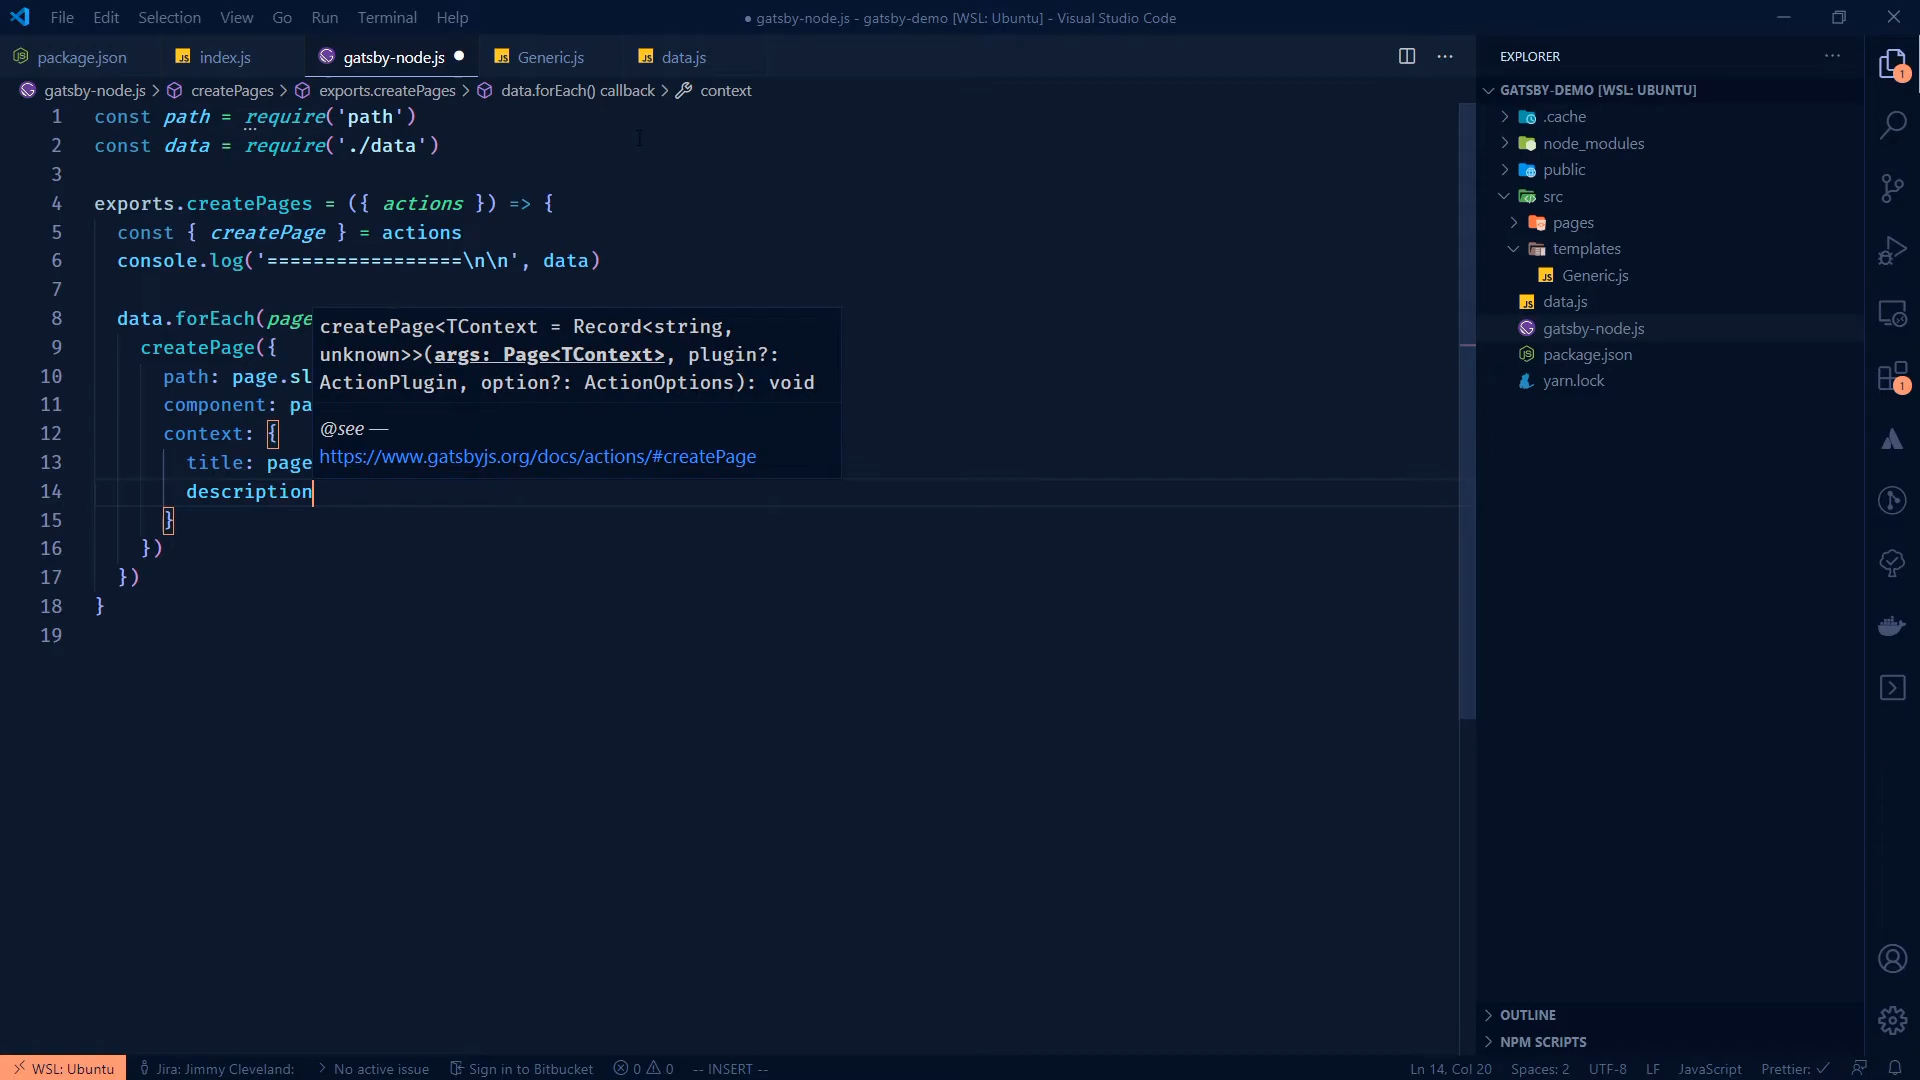 File Edit Selection View Go Run Terminal Help
● gatsby-node.js - gatsby-demo [WSL: Ubuntu] - Visual Studio Code
package.json index.js gatsby-node.js Generic.js data.js
gatsby-node.js > createPages > exports.createPages > data.forEach() callback > context
1 const path = require('path')
2 const data = require('./data')
3
4 exports.createPages = ({ actions }) => {
5 const { createPage } = actions
6 console.log('=================\n\n', data)
7
8 data.forEach(page
9 createPage({
10 path: page.sl
11 component: pa
12 context: {
13 title: page
14 description
15 }
16 })
17 })
18 }
19
createPage<TContext = Record<string,
unknown>>(args: Page<TContext>, plugin?:
ActionPlugin, option?: ActionOptions): void
@see —
https://www.gatsbyjs.org/docs/actions/#createPage
EXPLORER
GATSBY-DEMO [WSL: UBUNTU]
.cache
node_modules
public
src
pages
templates
Generic.js
data.js
gatsby-node.js
package.json
yarn.lock
OUTLINE
NPM SCRIPTS
1
1
WSL: Ubuntu Jira: Jimmy Cleveland: No active issue Sign in to Bitbucket 0 0 -- INSERT -- Ln 14, Col 20 Spaces: 2 UTF-8 LF JavaScript Prettier: ✓